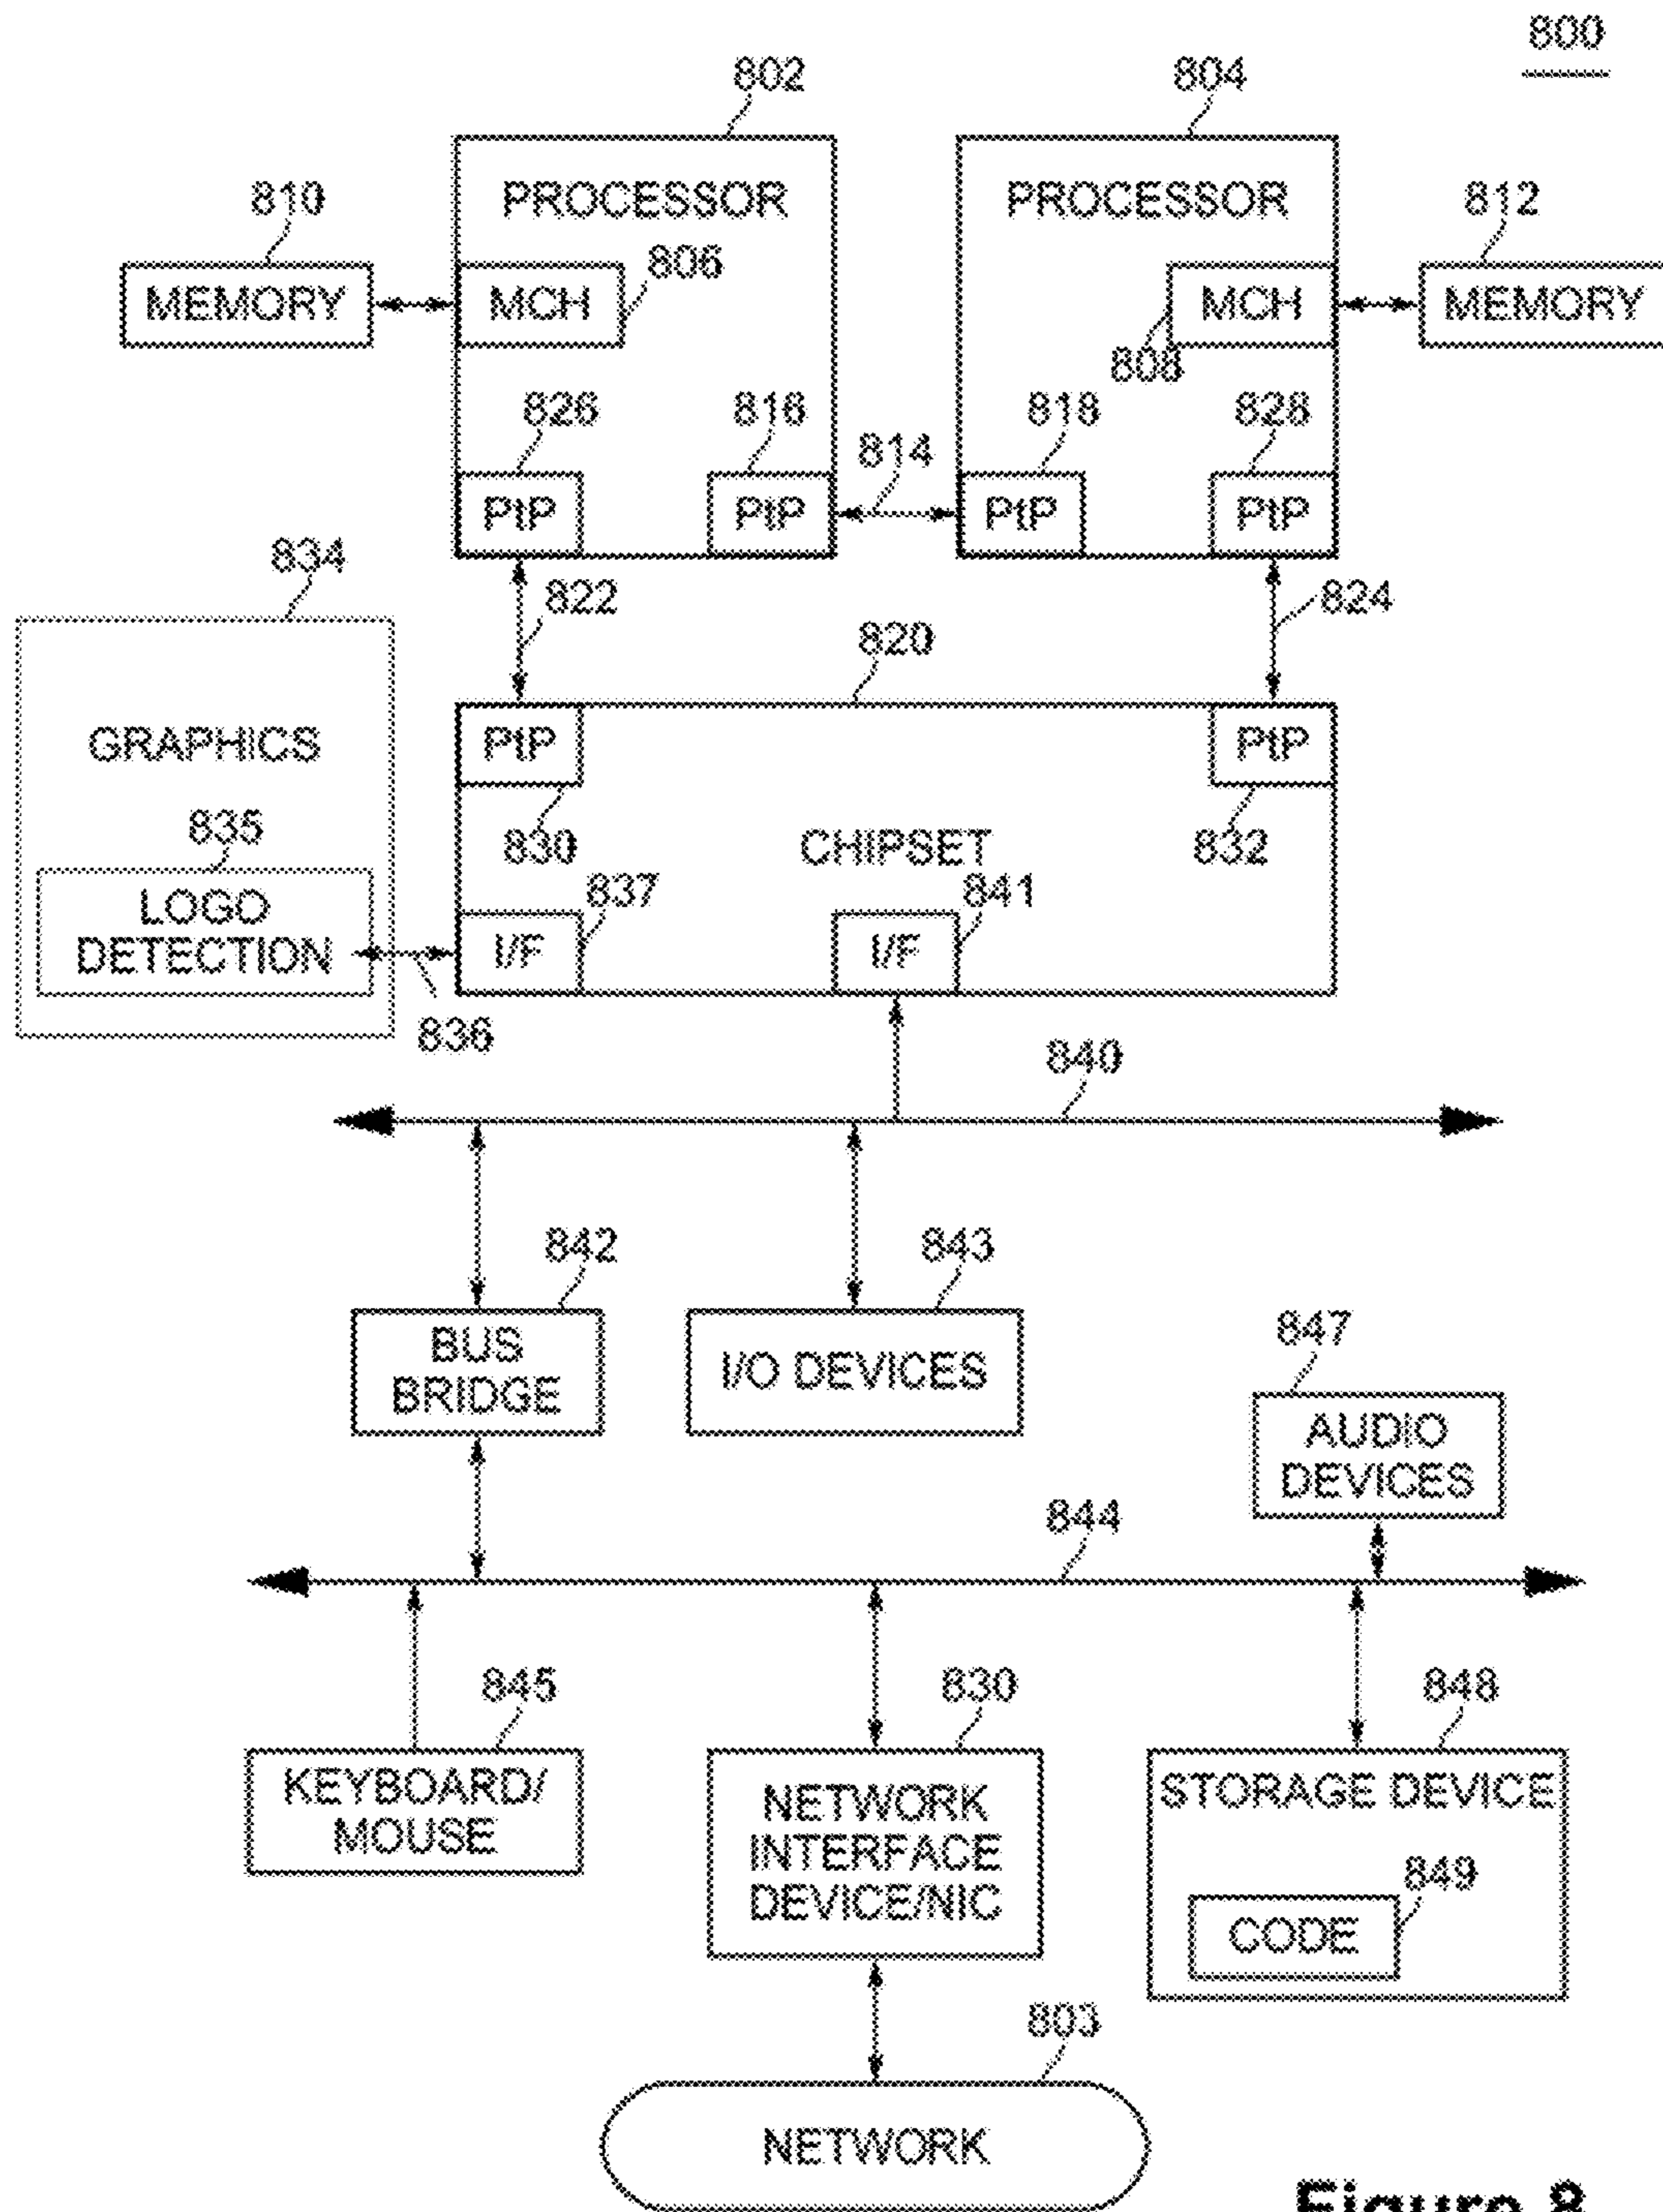 800
802
804
PROCESSOR
PROCESSOR
810
812
806
MEMORY
MCH
MCH
MEMORY
808
826
816
818
828
814
PtP
PtP
PtP
PtP
834
822
824
820
GRAPHICS
PtP
PtP
835
830
CHIPSET
832
837
841
LOGO
DETECTION
I/F
I/F
836
840
842
843
BUS
BRIDGE
I/O DEVICES
847
AUDIO
DEVICES
844
845
830
848
KEYBOARD/
MOUSE
NETWORK
INTERFACE
DEVICE/NIC
STORAGE DEVICE
849
CODE
803
NETWORK
Figure 8